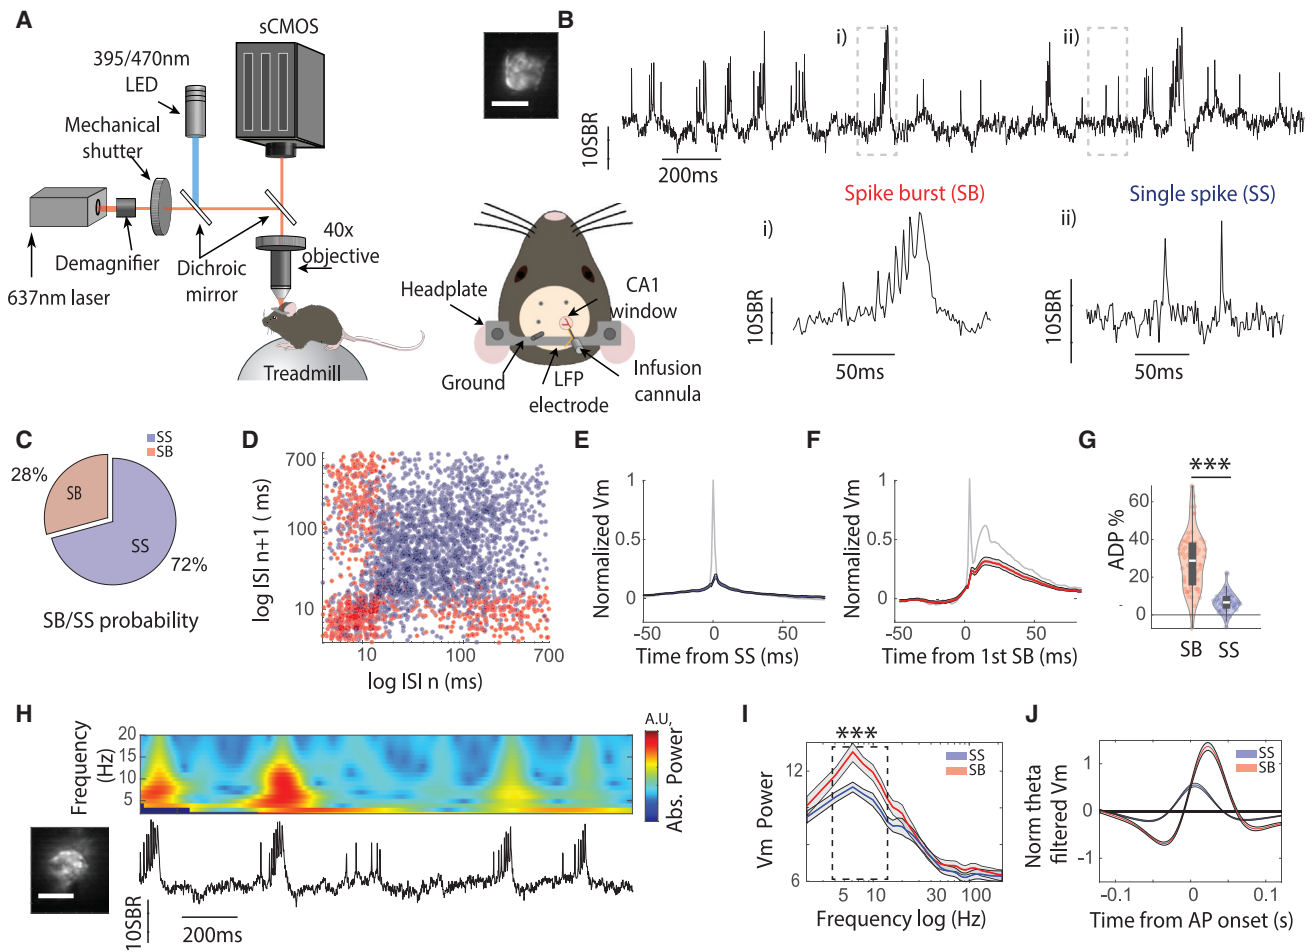 A
sCMOS
395/470nm
LED
Mechanical
shutter
Demagnifier
Dichroic
mirror
40x
objective
637nm laser
Treadmill
Headplate
CA1
window
Ground
LFP
electrode
Infusion
cannula
B
i)
ii)
10SBR
200ms
Spike burst (SB)
Single spike (SS)
i)
ii)
10SBR
50ms
10SBR
50ms
C
SS
SB
28%
SB
SS
72%
SB/SS probability
D
700
100
10
log ISI n+1 ( ms)
10
100
700
log ISI n (ms)
E
Normalized Vm
1
0.5
0
-50
0
50
Time from SS (ms)
F
Normalized Vm
1
0.5
0
-50
0
50
Time from 1st SB (ms)
G
***
ADP %
60
40
20
0
-
SB
SS
H
Frequency
(Hz)
20
15
10
5
A.U,
Abs. Power
10SBR
200ms
I
***
Vm Power
12
6
SS
SB
5
10
30
100
Frequency log (Hz)
J
Norm theta
filtered Vm
1
0
-1
SS
SB
-0.1
0
0.1
Time from AP onset (s)